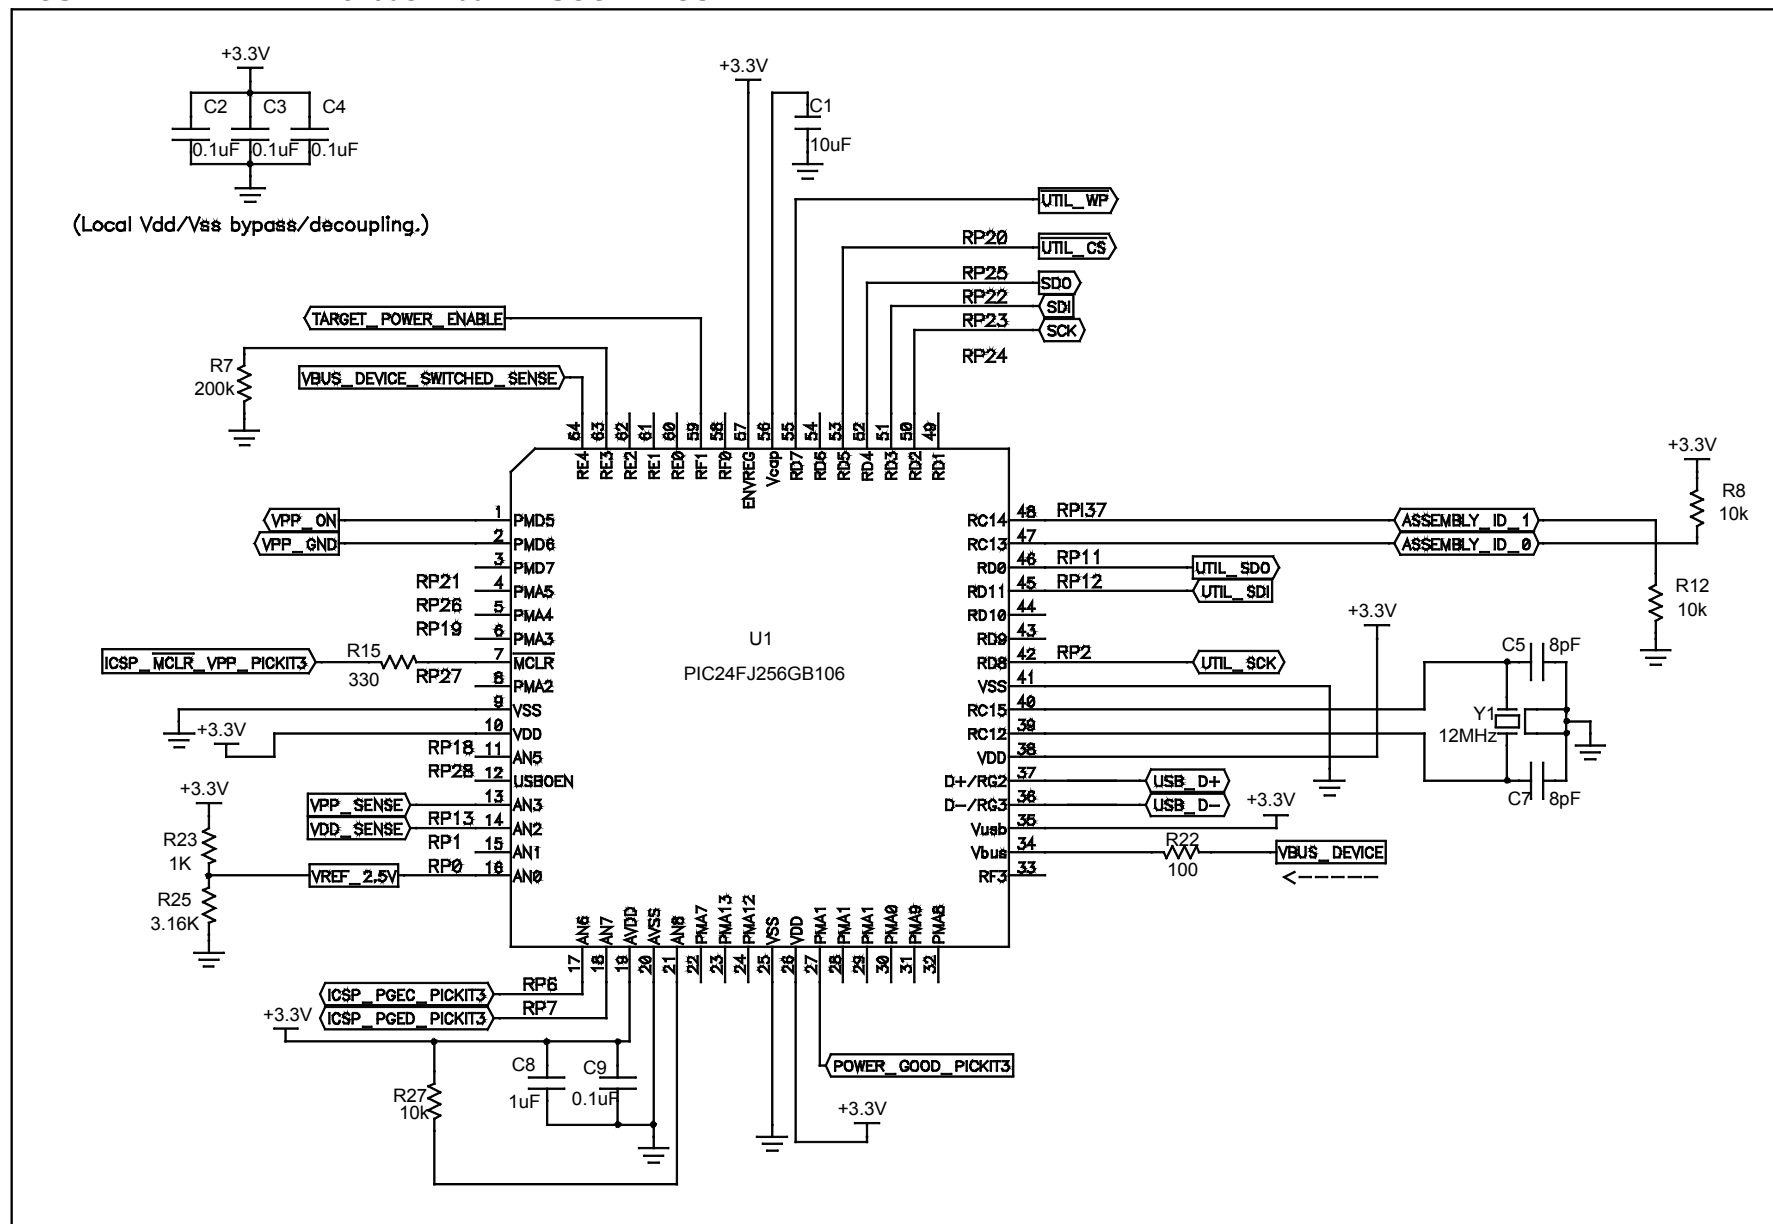 +3.3V
C2 C3 C4
0.1uF 0.1uF 0.1uF
(Local Vdd/Vss bypass/decoupling.)
+3.3V
C1
10uF
UTIL_WP
RP20 UTIL_CS
RP25 SDO
RP22 SDI
RP23 SCK
RP24
TARGET_POWER_ENABLE
R7
200k
VBUS_DEVICE_SWITCHED_SENSE
64 63 62 61 60 59 58 57 56 55 54 53 52 51 50 49
RE4 RE3 RE2 RE1 RE0 RF1 RF0 ENVREG Vcap RD7 RD6 RD5 RD4 RD3 RD2 RD1
VPP_ON 1 PMD5
VPP_GND 2 PMD6
3 PMD7
RP21 4 PMA5
RP26 5 PMA4
RP19 6 PMA3
ICSP_MCLR_VPP_PICKIT3 R15 330 7 MCLR
RP27 8 PMA2
9 VSS
+3.3V 10 VDD
RP18 11 AN5
RP28 12 USBOEN
VPP_SENSE 13 AN3
VDD_SENSE RP13 14 AN2
RP1 15 AN1
VREF_2.5V RP0 16 AN0
+3.3V
R23
1K
R25
3.16K
U1
PIC24FJ256GB106
RC14 48 RPI37 ASSEMBLY_ID_1
RC13 47 ASSEMBLY_ID_0
RD0 46 RP11 UTIL_SDO
RD11 45 RP12 UTIL_SDI
RD10 44
RD9 43
RD8 42 RP2 UTIL_SCK
VSS 41
RC15 40
RC12 39
VDD 38
D+/RG2 37 USB_D+
D-/RG3 36 USB_D-
Vusb 35 +3.3V
Vbus 34 R22 100 VBUS_DEVICE
RF3 33
+3.3V
R8
10k
R12
10k
+3.3V
C5 8pF
Y1
12MHz
C7 8pF
AN6 AN7 AVDD AVSS AN8 PMA7 PMA13 PMA12 VSS VDD PMA1 PMA1 PMA1 PMA0 PMA9 PMA8
17 18 19 20 21 22 23 24 25 26 27 28 29 30 31 32
ICSP_PGEC_PICKIT3 RP6
ICSP_PGED_PICKIT3 RP7
+3.3V
R27
10k
C8
1uF
C9
0.1uF
POWER_GOOD_PICKIT3
+3.3V